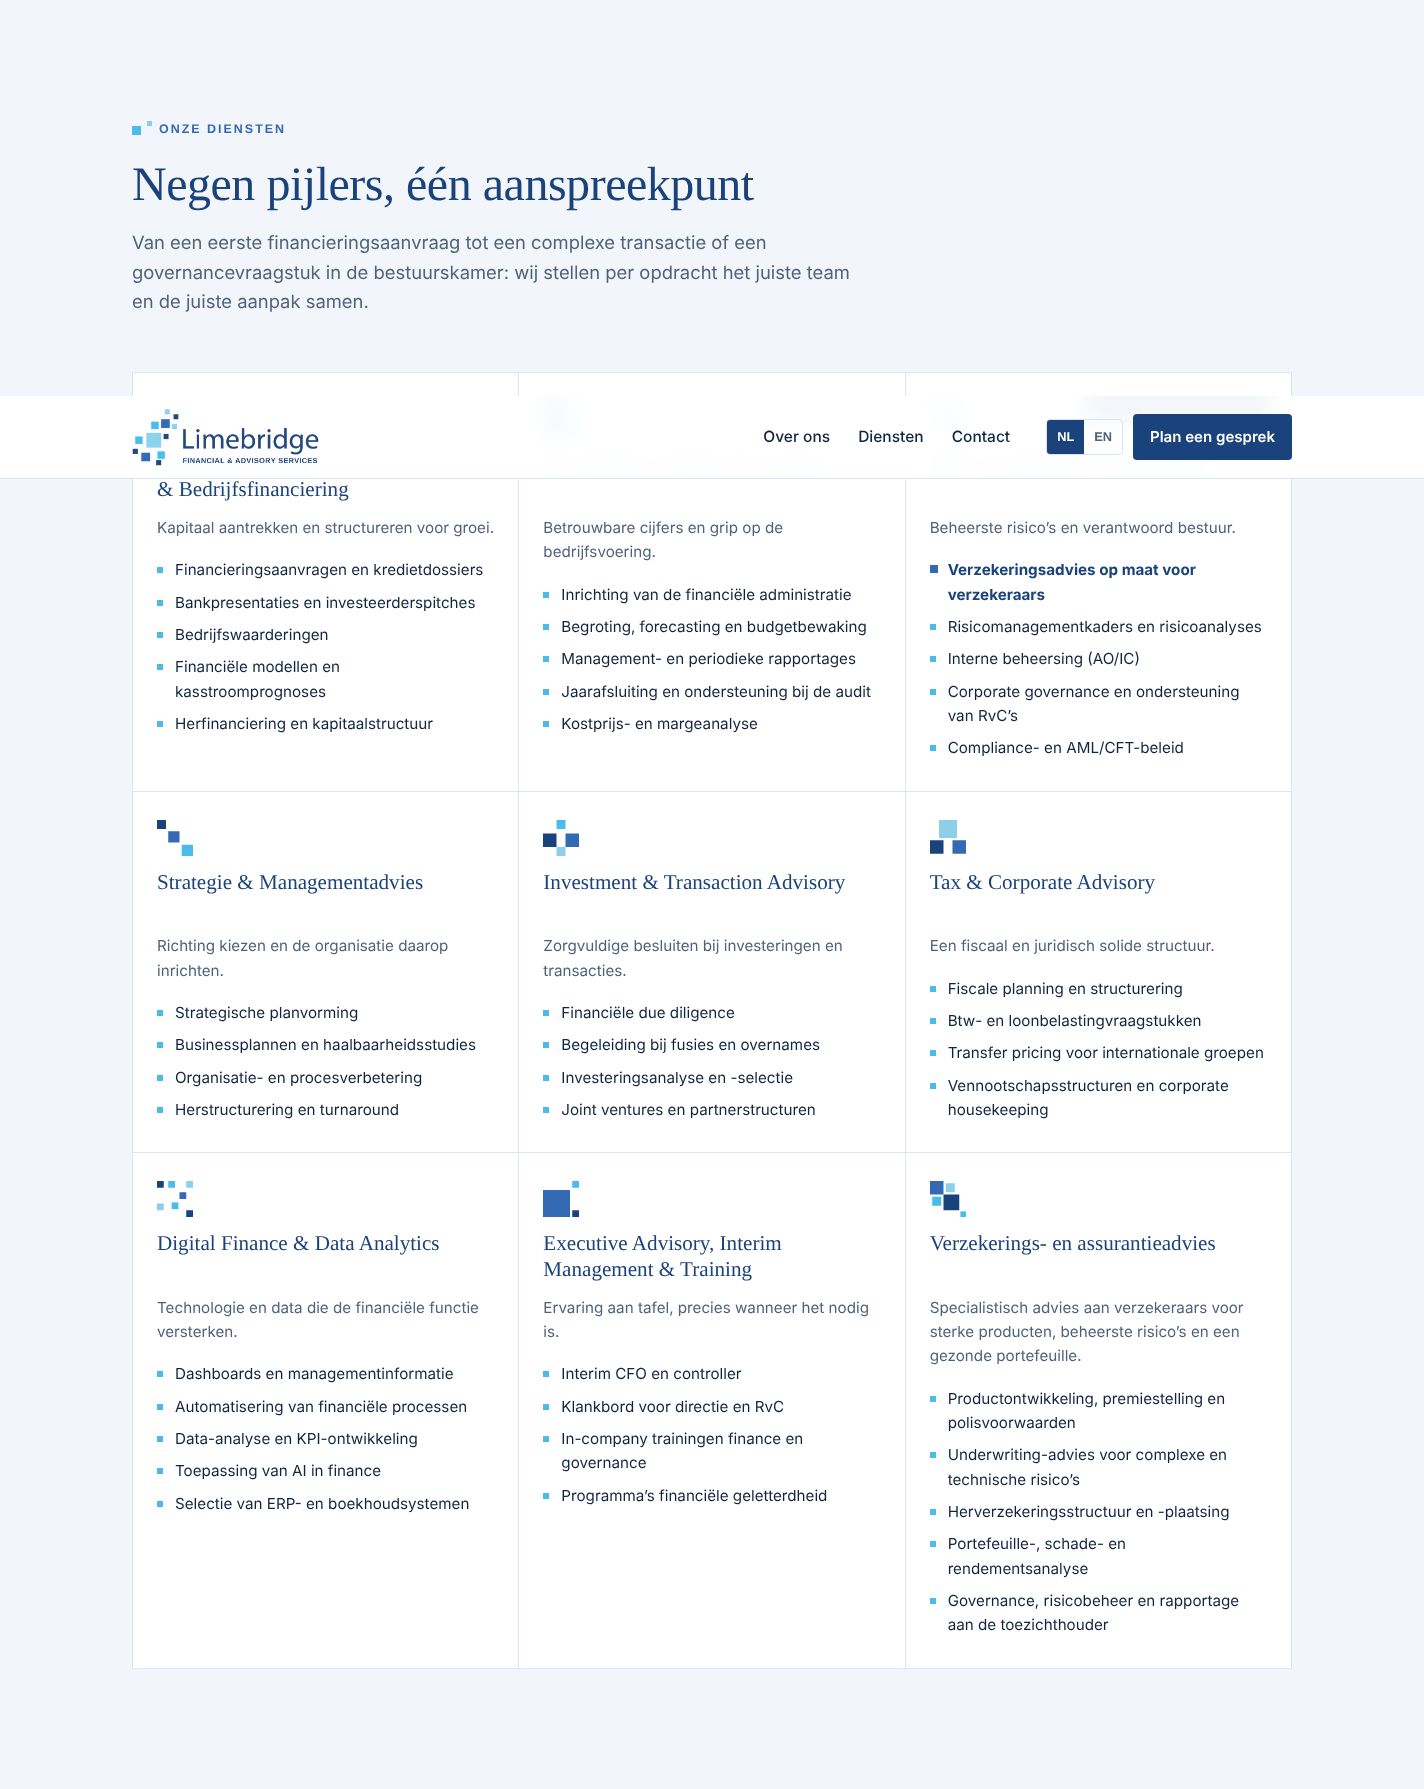 ONZE DIENSTEN
Negen pijlers, één aanspreekpunt
Van een eerste financieringsaanvraag tot een complexe transactie of een
governancevraagstuk in de bestuurskamer: wij stellen per opdracht het juiste team
en de juiste aanpak samen.
Limebridge
FINANCIAL & ADVISORY SERVICES
Over ons
Diensten
Contact
NL
EN
Plan een gesprek
& Bedrijfsfinanciering
Kapitaal aantrekken en structureren voor groei.
Financieringsaanvragen en kredietdossiers
Bankpresentaties en investeerderspitches
Bedrijfswaarderingen
Financiële modellen en
kasstroomprognoses
Herfinanciering en kapitaalstructuur
Betrouwbare cijfers en grip op de
bedrijfsvoering.
Inrichting van de financiële administratie
Begroting, forecasting en budgetbewaking
Management- en periodieke rapportages
Jaarafsluiting en ondersteuning bij de audit
Kostprijs- en margeanalyse
Beheerste risico’s en verantwoord bestuur.
Verzekeringsadvies op maat voor
verzekeraars
Risicomanagementkaders en risicoanalyses
Interne beheersing (AO/IC)
Corporate governance en ondersteuning
van RvC’s
Compliance- en AML/CFT-beleid
Strategie & Managementadvies
Richting kiezen en de organisatie daarop
inrichten.
Strategische planvorming
Businessplannen en haalbaarheidsstudies
Organisatie- en procesverbetering
Herstructurering en turnaround
Investment & Transaction Advisory
Zorgvuldige besluiten bij investeringen en
transacties.
Financiële due diligence
Begeleiding bij fusies en overnames
Investeringsanalyse en -selectie
Joint ventures en partnerstructuren
Tax & Corporate Advisory
Een fiscaal en juridisch solide structuur.
Fiscale planning en structurering
Btw- en loonbelastingvraagstukken
Transfer pricing voor internationale groepen
Vennootschapsstructuren en corporate
housekeeping
Digital Finance & Data Analytics
Technologie en data die de financiële functie
versterken.
Dashboards en managementinformatie
Automatisering van financiële processen
Data-analyse en KPI-ontwikkeling
Toepassing van AI in finance
Selectie van ERP- en boekhoudsystemen
Executive Advisory, Interim
Management & Training
Ervaring aan tafel, precies wanneer het nodig
is.
Interim CFO en controller
Klankbord voor directie en RvC
In-company trainingen finance en
governance
Programma’s financiële geletterdheid
Verzekerings- en assurantieadvies
Specialistisch advies aan verzekeraars voor
sterke producten, beheerste risico’s en een
gezonde portefeuille.
Productontwikkeling, premiestelling en
polisvoorwaarden
Underwriting-advies voor complexe en
technische risico’s
Herverzekeringsstructuur en -plaatsing
Portefeuille-, schade- en
rendementsanalyse
Governance, risicobeheer en rapportage
aan de toezichthouder